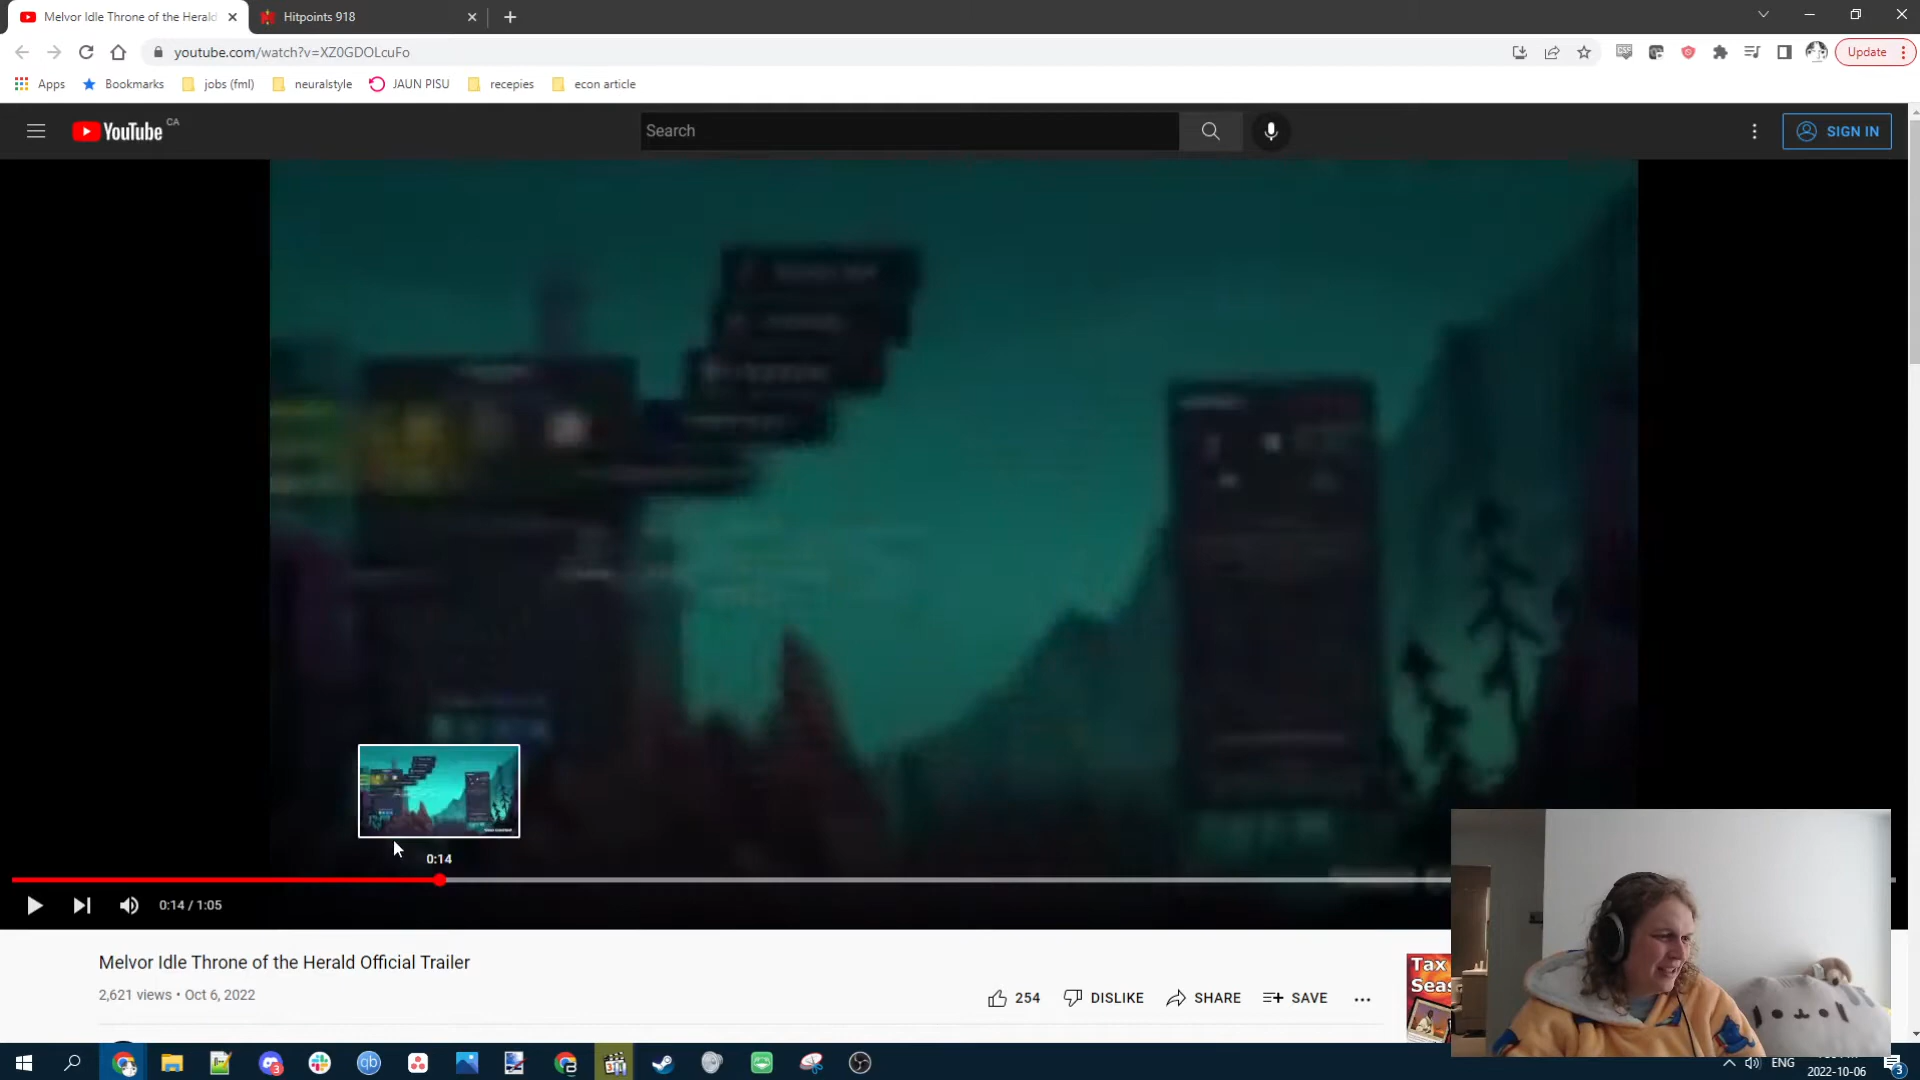 Melvor Idle Throne of the Herald
Hitpoints 918
youtube.com/watch?v=XZ0GDOLcuFo
Update
Apps
Bookmarks
jobs (fml)
neuralstyle
JAUN PISU
recepies
econ article
YouTube CA
Search
SIGN IN
0:14
0:14 / 1:05
Melvor Idle Throne of the Herald Official Trailer
2,621 views • Oct 6, 2022
254
DISLIKE
SHARE
SAVE
Tax
Seas
ENG
2022-10-06
3